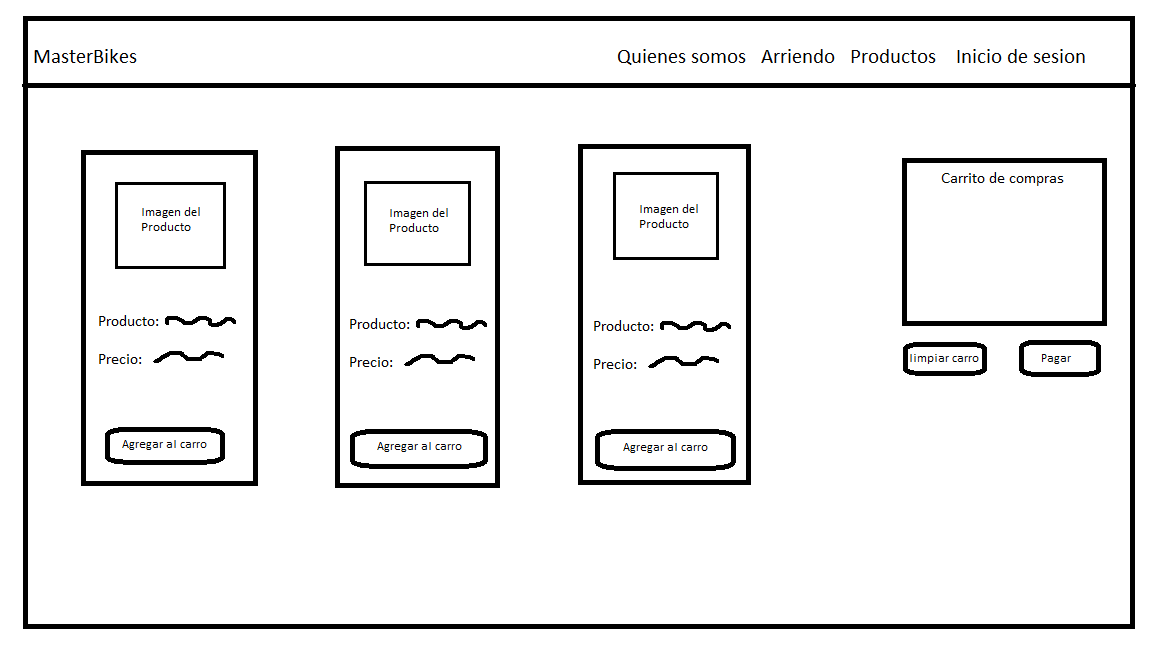 MasterBikes
Quienes somos Arriendo Productos Inicio de sesion
Imagen del
Producto
Producto:
Precio:
Agregar al carro
Imagen del
Producto
Producto:
Precio:
Agregar al carro
Imagen del
Producto
Producto:
Precio:
Agregar al carro
Carrito de compras
limpiar carro
Pagar